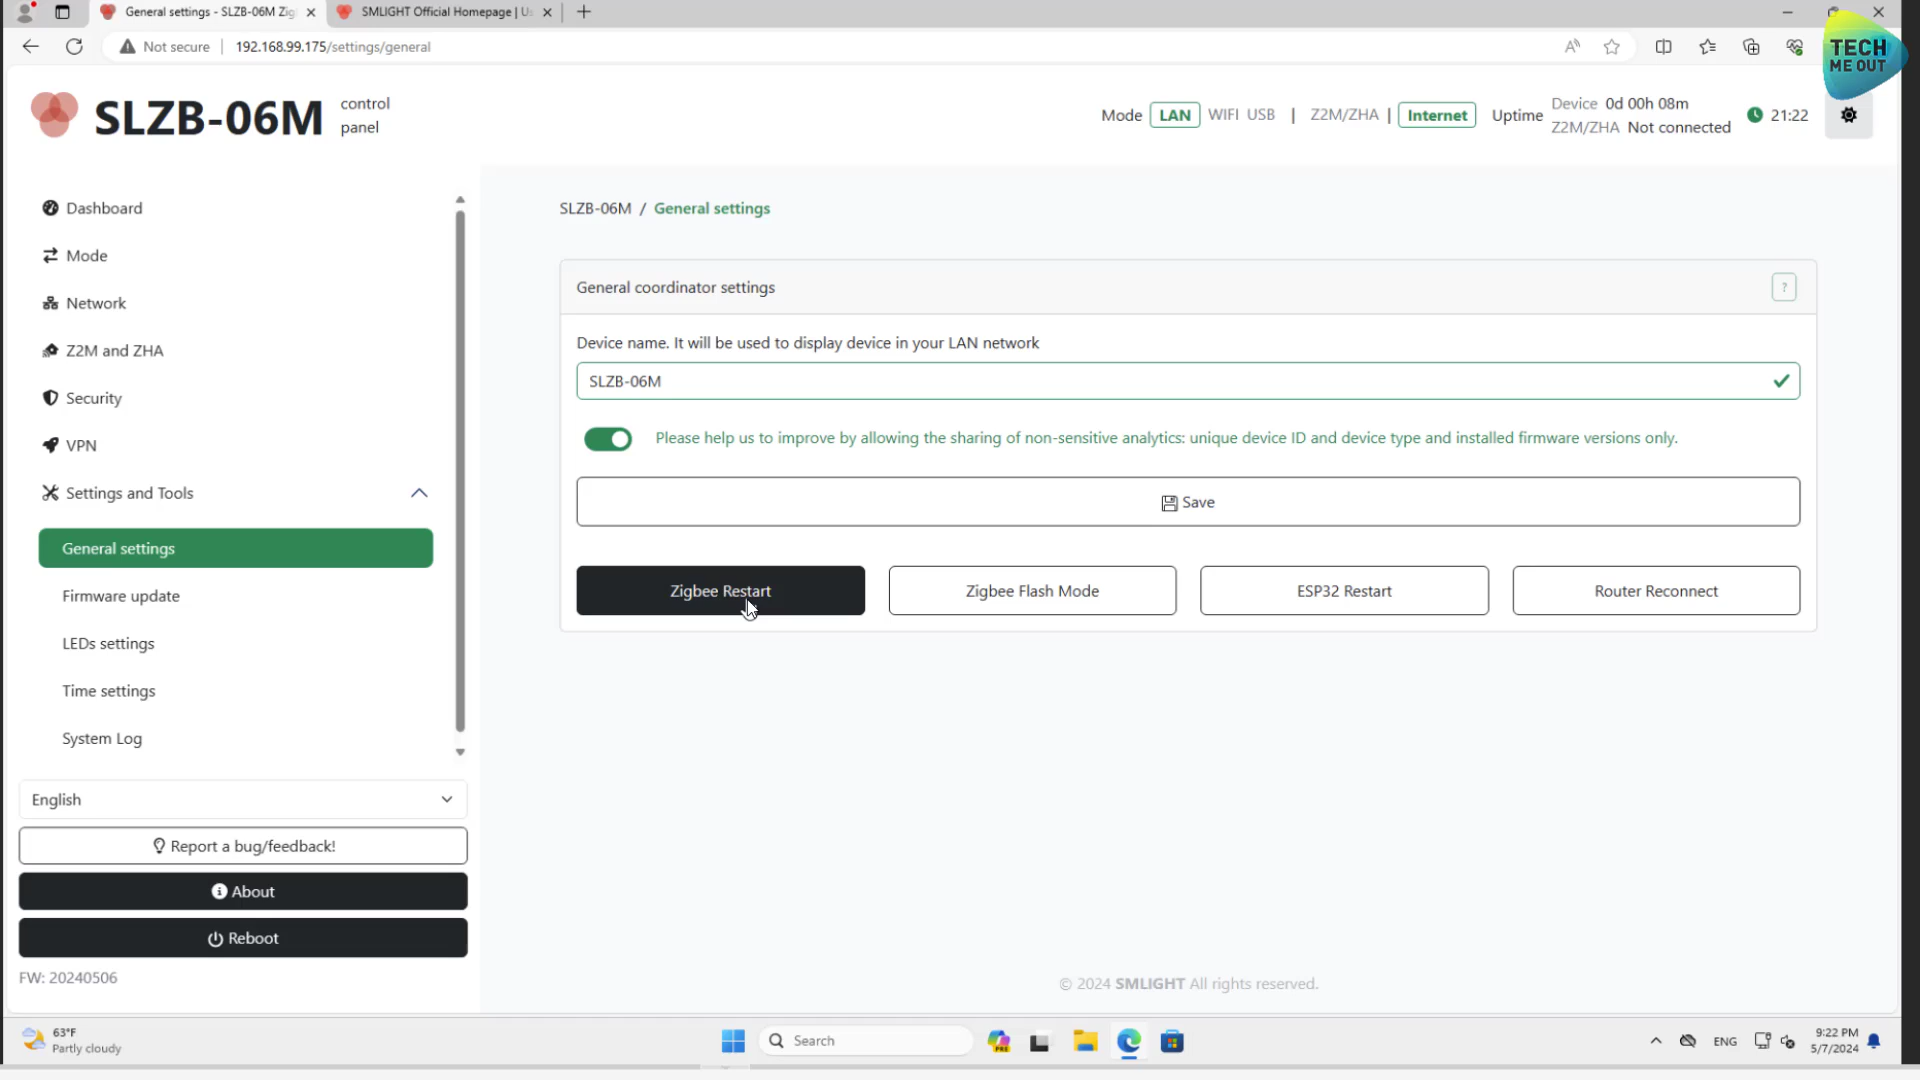 General settings - SLZB-06M Zig
SMLIGHT Official Homepage | U
Not secure
192.168.99.175/settings/general
TECH
ME OUT
SLZB-06M
control
panel
Mode LAN WIFI USB | Z2M/ZHA | Internet
Uptime
Device 0d 00h 08m
Z2M/ZHA Not connected
21:22
Dashboard
Mode
Network
Z2M and ZHA
Security
VPN
Settings and Tools
General settings
Firmware update
LEDs settings
Time settings
System Log
English
Report a bug/feedback!
About
Reboot
FW: 20240506
SLZB-06M / General settings
General coordinator settings
?
Device name. It will be used to display device in your LAN network
SLZB-06M
Please help us to improve by allowing the sharing of non-sensitive analytics: unique device ID and device type and installed firmware versions only.
Save
Zigbee Restart
Zigbee Flash Mode
ESP32 Restart
Router Reconnect
© 2024 SMLIGHT All rights reserved.
63°F
Partly cloudy
Search
PRE
ENG
9:22 PM
5/7/2024